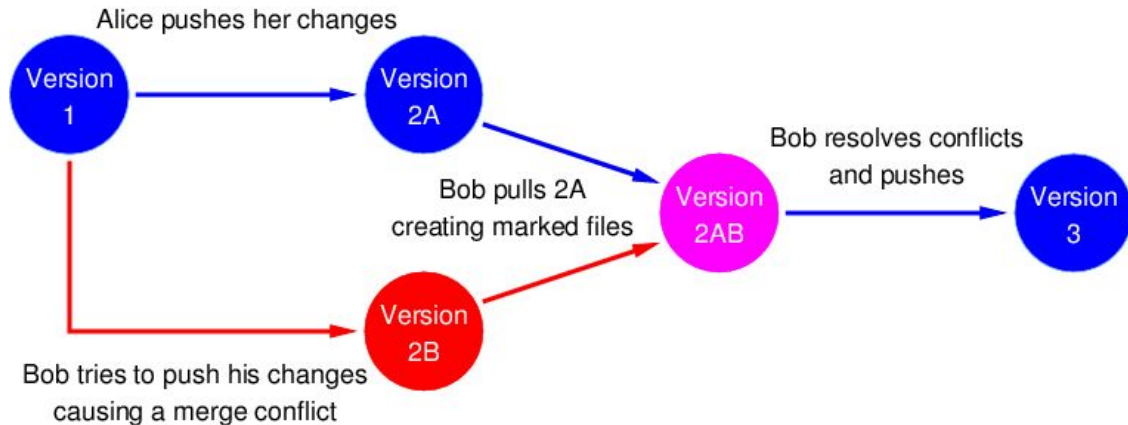 Alice pushes her changes
Version
1
Version
2A
Bob pulls 2A
creating marked files
Version
2AB
Bob resolves conflicts
and pushes
Version
3
Version
2B
Bob tries to push his changes
causing a merge conflict